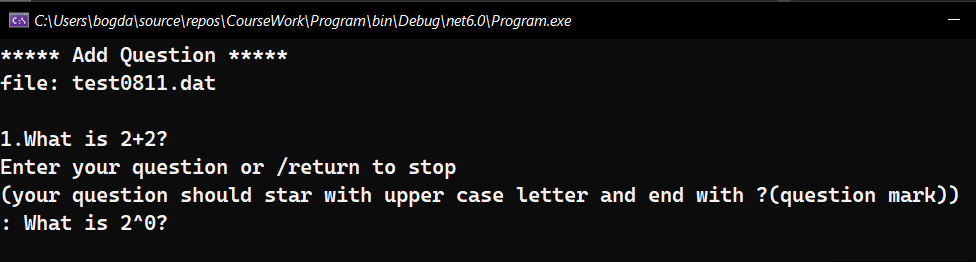 C:\Users\bogda\source\repos\CourseWork\Program\bin\Debug\net6.0\Program.exe
***** Add Question *****
file: test0811.dat
1.What is 2+2?
Enter your question or /return to stop
(your question should star with upper case letter and end with ?(question mark))
: What is 2^0?